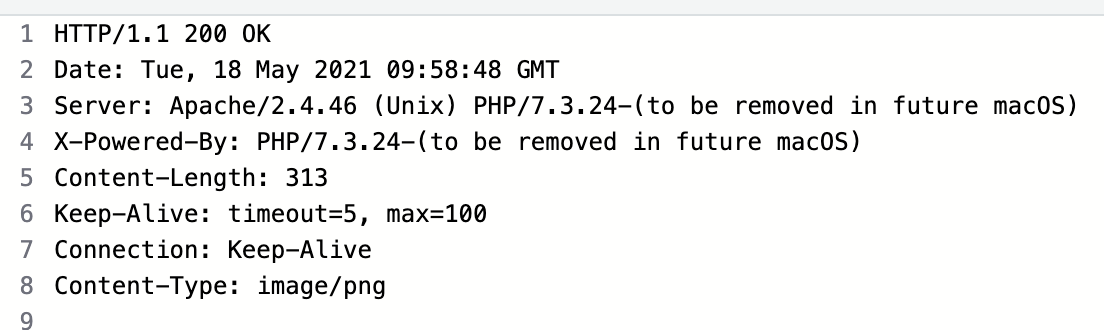 1 HTTP/1.1 200 OK
2 Date: Tue, 18 May 2021 09:58:48 GMT
3 Server: Apache/2.4.46 (Unix) PHP/7.3.24-(to be removed in future macOS)
4 X-Powered-By: PHP/7.3.24-(to be removed in future macOS)
5 Content-Length: 313
6 Keep-Alive: timeout=5, max=100
7 Connection: Keep-Alive
8 Content-Type: image/png
9